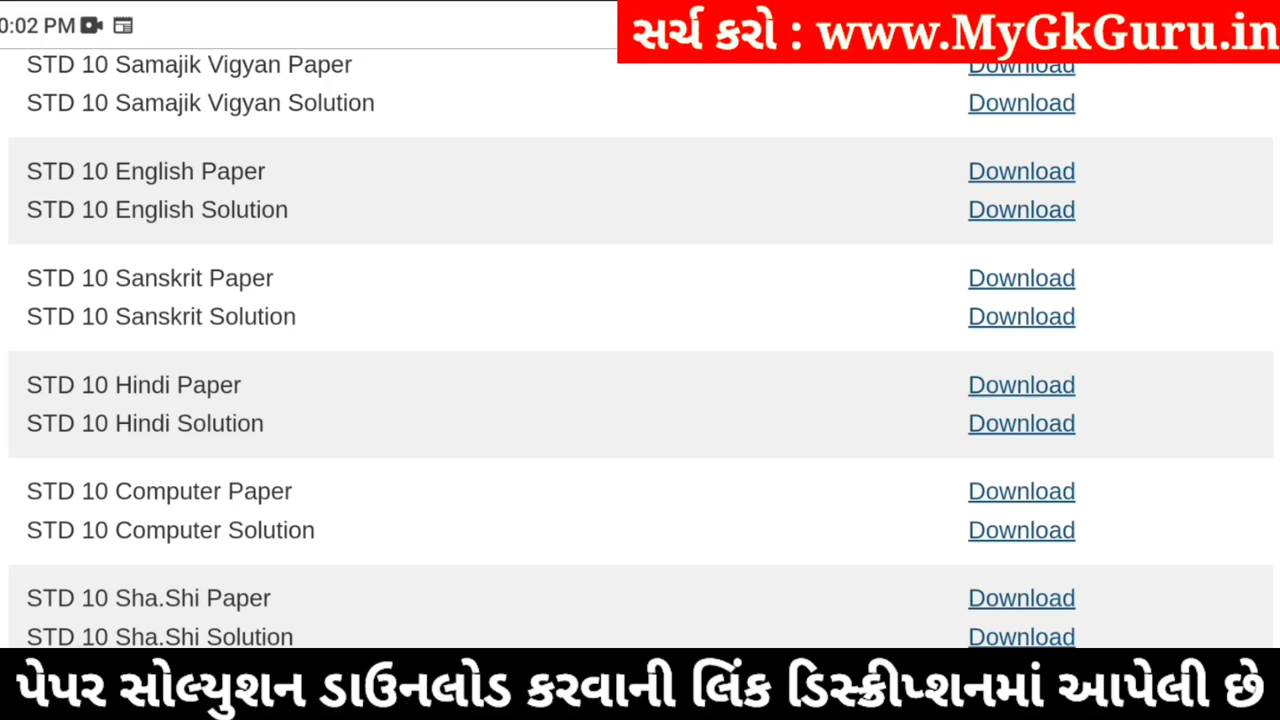 0:02 PM
સર્ચ કરો : www.MyGkGuru.in
STD 10 Samajik Vigyan Paper Download
STD 10 Samajik Vigyan Solution Download
STD 10 English Paper Download
STD 10 English Solution Download
STD 10 Sanskrit Paper Download
STD 10 Sanskrit Solution Download
STD 10 Hindi Paper Download
STD 10 Hindi Solution Download
STD 10 Computer Paper Download
STD 10 Computer Solution Download
STD 10 Sha.Shi Paper Download
STD 10 Sha.Shi Solution Download
પેપર સોલ્યુશન ડાઉનલોડ કરવાની લિંક ડિસ્ક્રીપ્શનમાં આપેલી છે